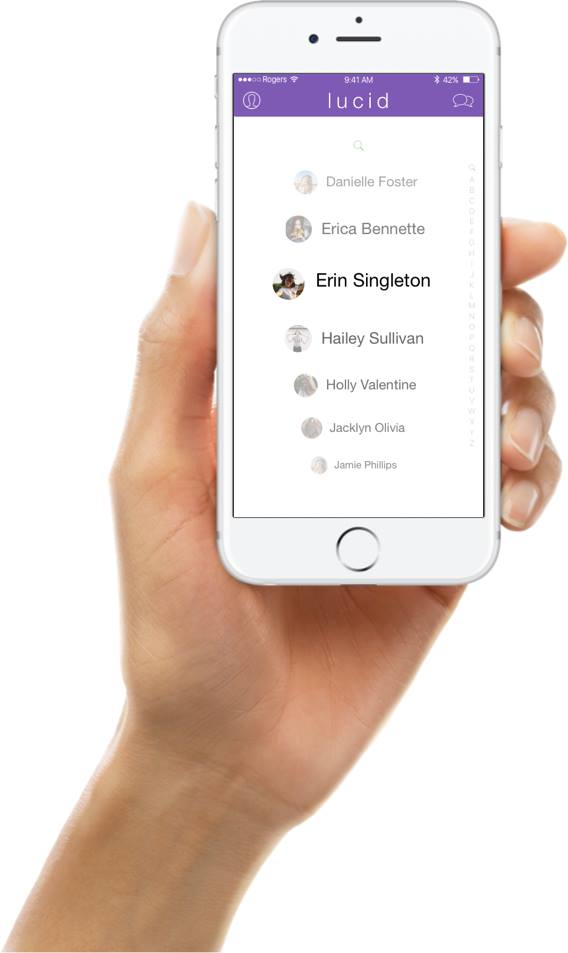 Rogers 9:41 AM 42%
lucid
Danielle Foster
Erica Bennette
Erin Singleton
Hailey Sullivan
Holly Valentine
Jacklyn Olivia
Jamie Phillips
A
B
C
D
E
F
G
H
I
J
K
L
M
N
O
P
Q
R
S
T
U
V
W
X
Y
Z